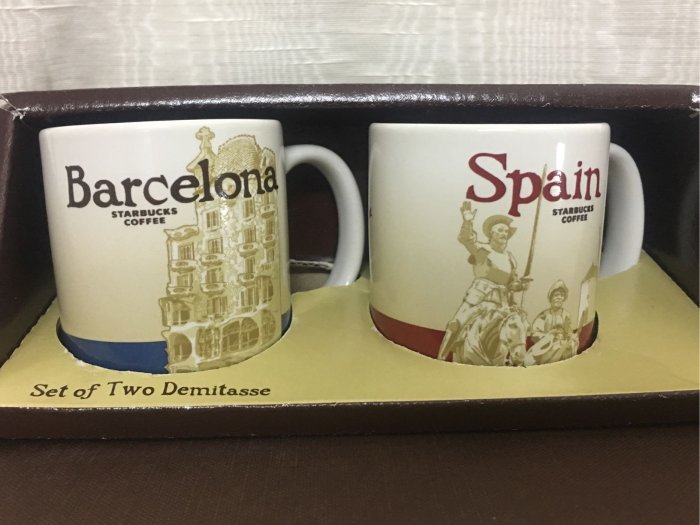 Barcelona
STARBUCKS
COFFEE
Spain
STARBUCKS
COFFEE
Set of Two Demitasse